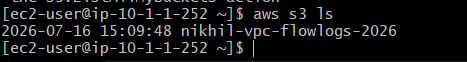 [ec2-user@ip-10-1-1-252 ~]$ aws s3 ls
2026-07-16 15:09:48 nikhil-vpc-flowlogs-2026
[ec2-user@ip-10-1-1-252 ~]$